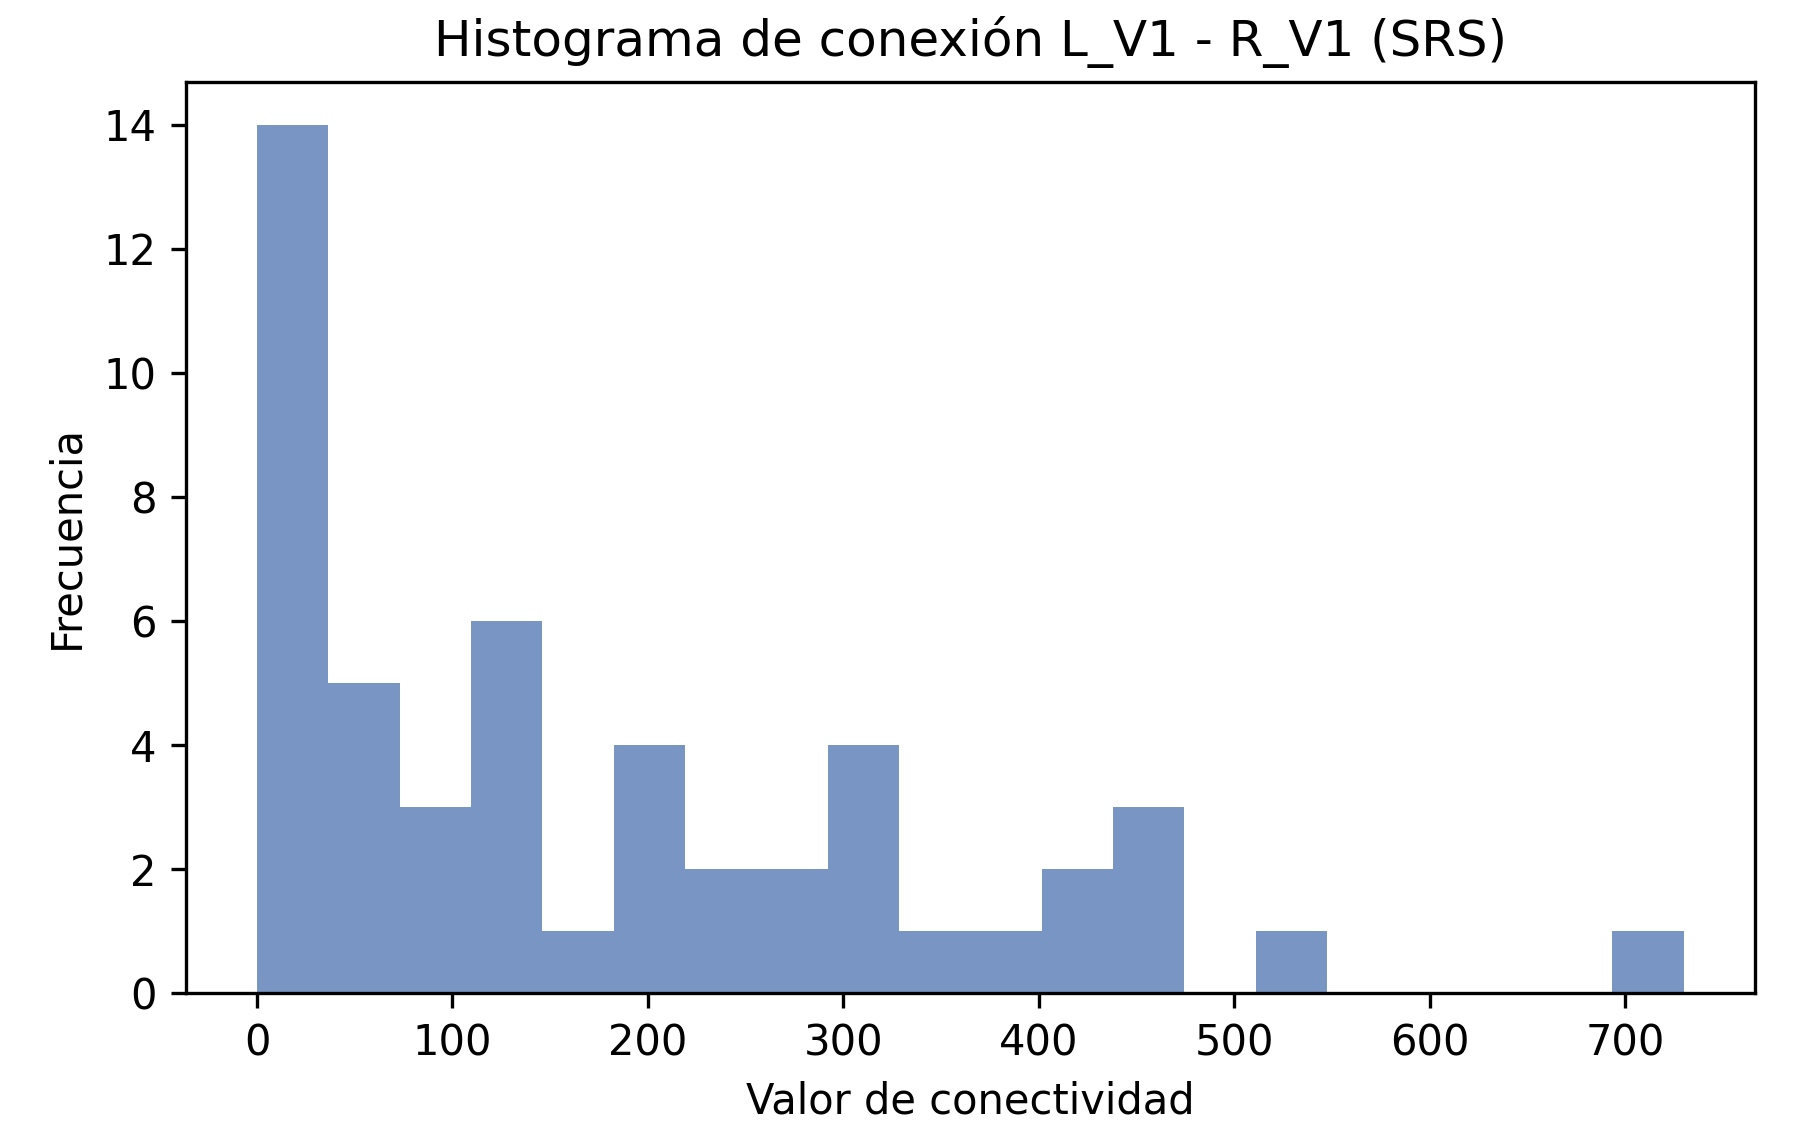 Histograma de conexión L_V1 - R_V1 (SRS)
Frecuencia
14
12
10
8
6
4
2
0
0 100 200 300 400 500 600 700
Valor de conectividad